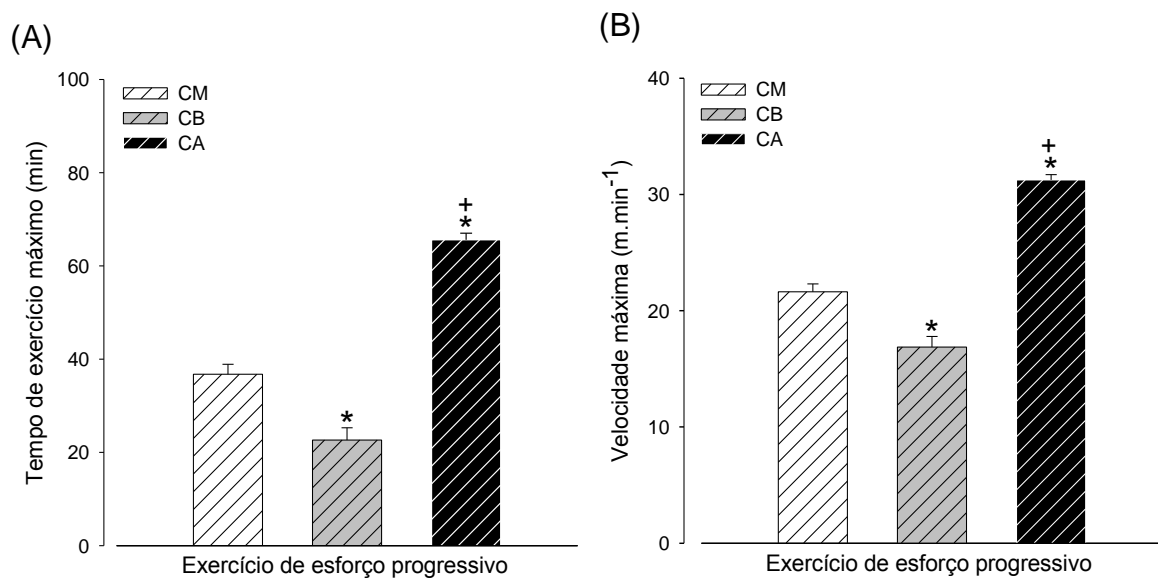 (A)
Tempo de exercício máximo (min)
100
80
60
40
20
0
CM
CB
CA
*
+
*
Exercício de esforço progressivo
(B)
Velocidade máxima (m.min-1)
40
30
20
10
0
CM
CB
CA
*
+
*
Exercício de esforço progressivo